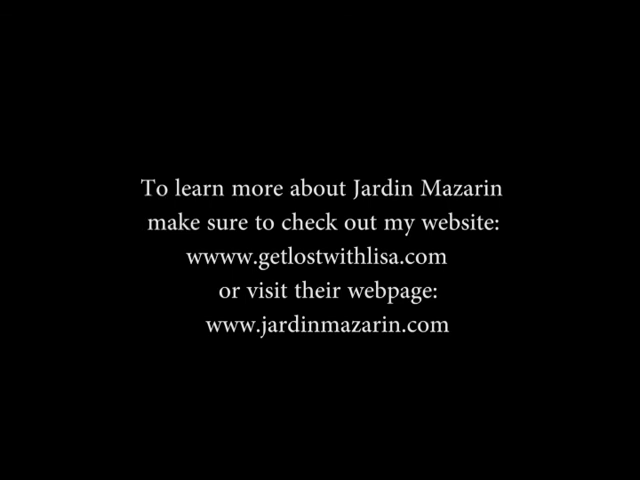 To learn more about Jardin Mazarin
make sure to check out my website:
wwww.getlostwithlisa.com
or visit their webpage:
www.jardinmazarin.com